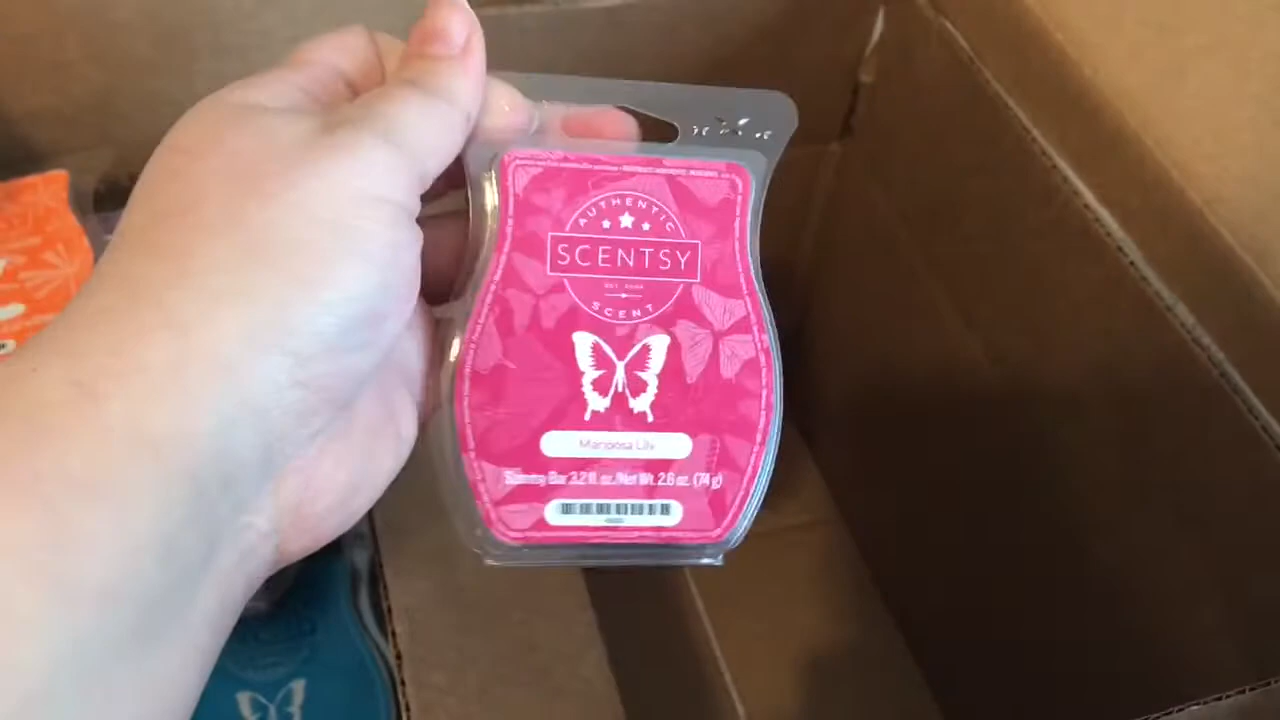 AUTHENTIC
SCENTSY
SCENT
Mariposa Lily
Scentsy Bar 3.2 fl. oz./Net Wt. 2.6 oz. (74 g)